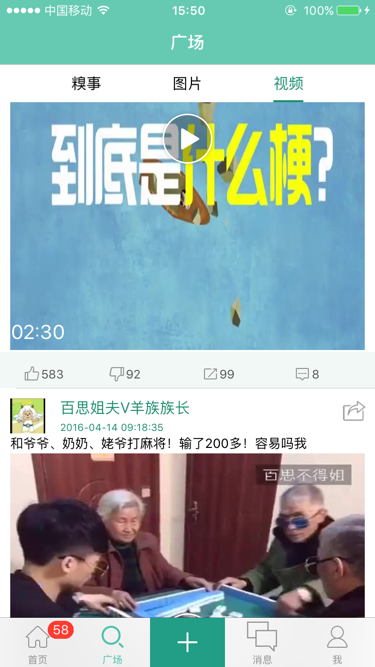 中国移动
15:50
100%
广场
糗事
图片
视频
到底是什么梗?
02:30
583
92
99
8
百思姐夫V羊族族长
2016-04-14 09:18:35
和爷爷、奶奶、姥爷打麻将！输了200多！容易吗我
百思不得姐
58
首页
广场
消息
我